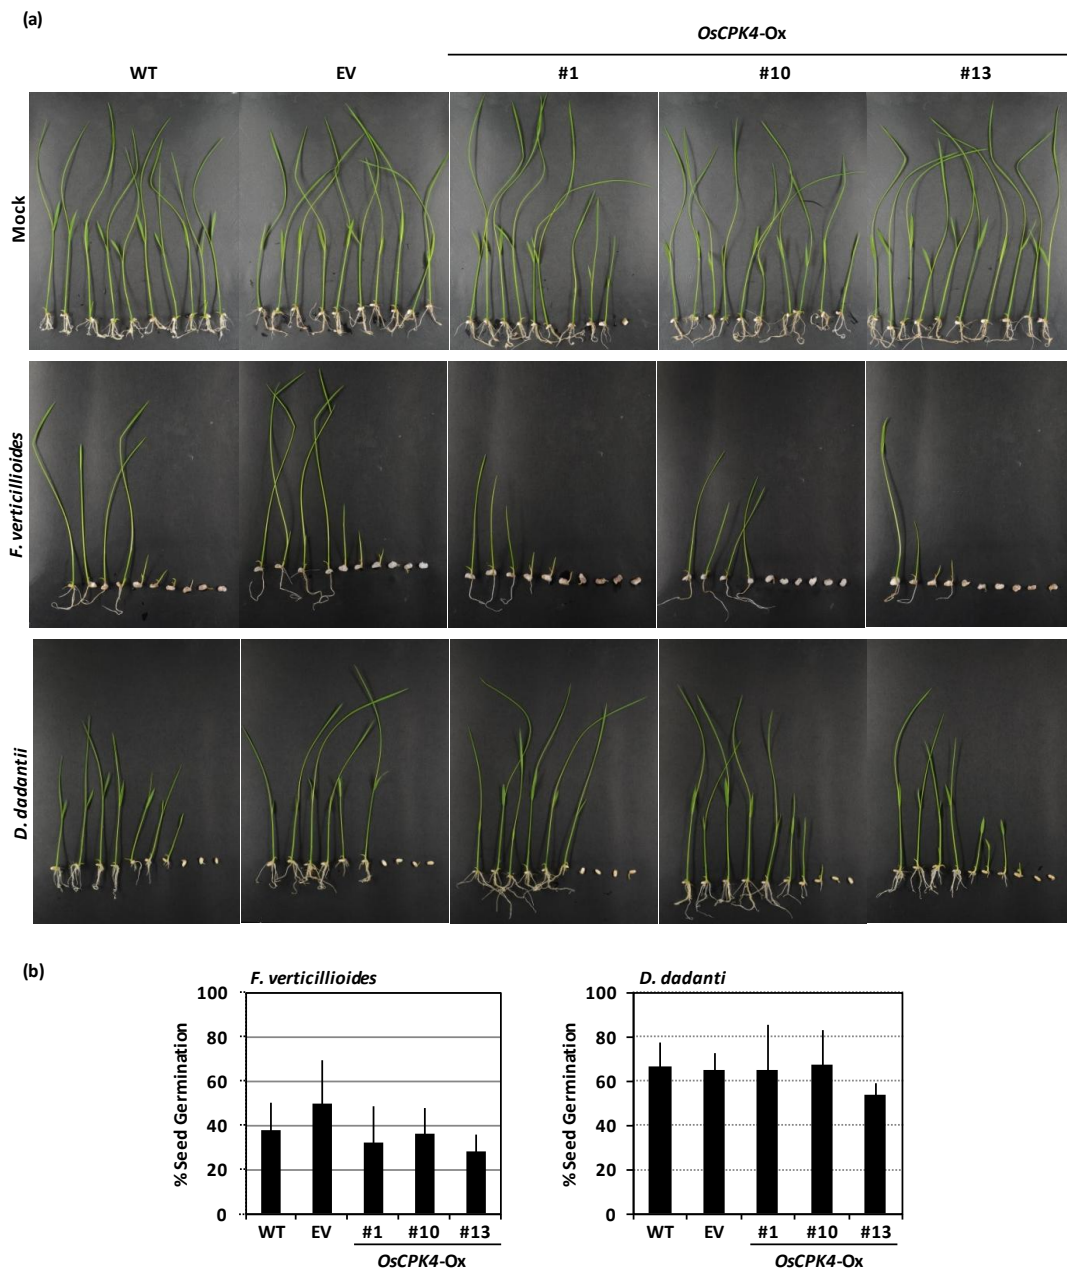 (a)
OsCPK4-Ox
WT EV #1 #10 #13
Mock
F. verticillioides
D. dadantii
(b)
F. verticillioides
% Seed Germination
100
80
60
40
20
0
WT EV #1 #10 #13
OsCPK4-Ox
D. dadanti
% Seed Germination
100
80
60
40
20
0
WT EV #1 #10 #13
OsCPK4-Ox